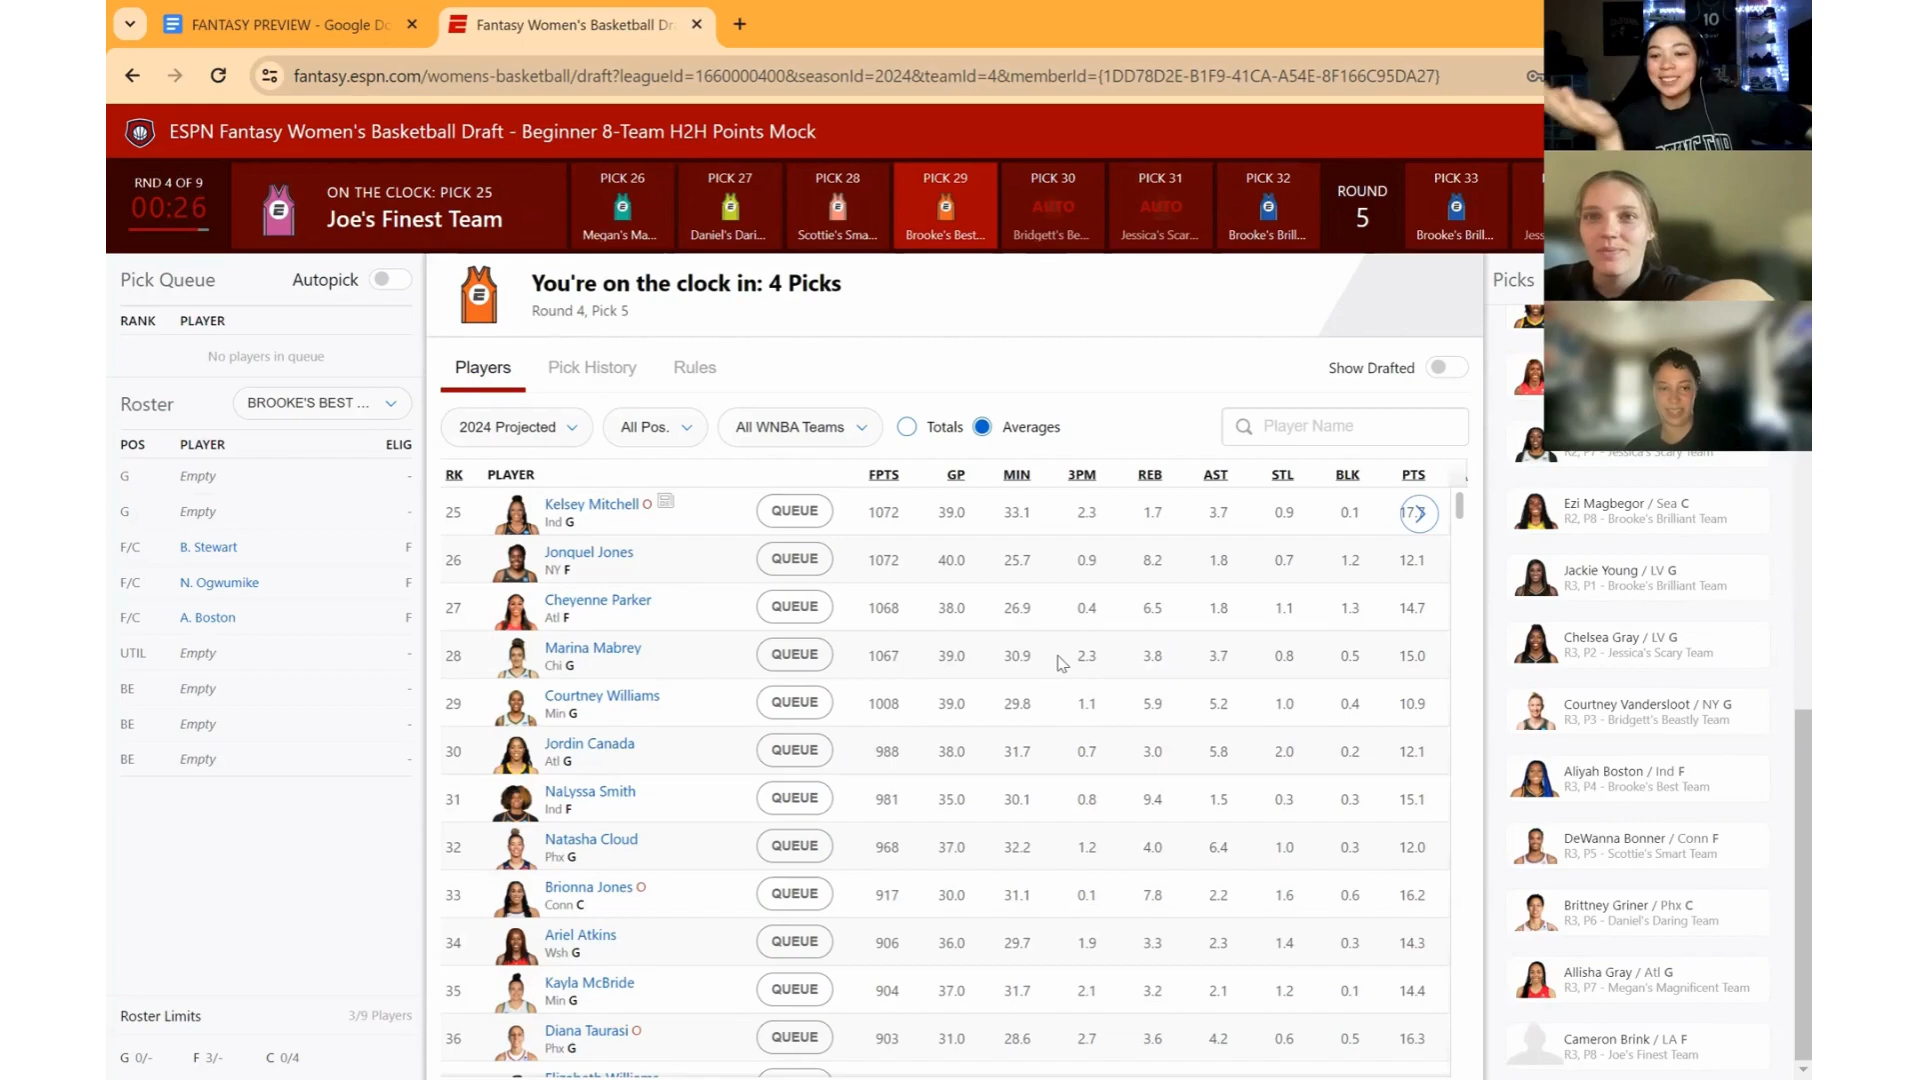 FANTASY PREVIEW - Google Do
Fantasy Women's Basketball Dr
fantasy.espn.com/womens-basketball/draft?leagueId=1660000400&seasonId=2024&teamId=4&memberId={1DD78D2E-B1F9-41CA-A54E-8F166C95DA27}
ESPN Fantasy Women's Basketball Draft - Beginner 8-Team H2H Points Mock
RND 4 OF 9
00:26
ON THE CLOCK: PICK 25
Joe's Finest Team
PICK 26
Megan's Ma...
PICK 27
Daniel's Dari...
PICK 28
Scottie's Sma...
PICK 29
Brooke's Best...
PICK 30
AUTO
Bridgett's Be...
PICK 31
AUTO
Jessica's Scar...
PICK 32
Brooke's Brill...
ROUND
5
PICK 33
Brooke's Brill...
Jess
10
Pick Queue
Autopick
RANK PLAYER
No players in queue
Roster
BROOKE'S BEST ...
POS PLAYER ELIG
G Empty -
G Empty -
F/C B. Stewart F
F/C N. Ogwumike F
F/C A. Boston F
UTIL Empty -
BE Empty -
BE Empty -
BE Empty -
Roster Limits 3/9 Players
G 0/- F 3/- C 0/4
You're on the clock in: 4 Picks
Round 4, Pick 5
Players
Pick History
Rules
Show Drafted
2024 Projected
All Pos.
All WNBA Teams
Totals
Averages
Player Name
RK PLAYER FPTS GP MIN 3PM REB AST STL BLK PTS
25 Kelsey Mitchell O QUEUE 1072 39.0 33.1 2.3 1.7 3.7 0.9 0.1
Ind G
26 Jonquel Jones QUEUE 1072 40.0 25.7 0.9 8.2 1.8 0.7 1.2 12.1
NY F
27 Cheyenne Parker QUEUE 1068 38.0 26.9 0.4 6.5 1.8 1.1 1.3 14.7
Atl F
28 Marina Mabrey QUEUE 1067 39.0 30.9 2.3 3.8 3.7 0.8 0.5 15.0
Chi G
29 Courtney Williams QUEUE 1008 39.0 29.8 1.1 5.9 5.2 1.0 0.4 10.9
Min G
30 Jordin Canada QUEUE 988 38.0 31.7 0.7 3.0 5.8 2.0 0.2 12.1
Atl G
31 NaLyssa Smith QUEUE 981 35.0 30.1 0.8 9.4 1.5 0.3 0.3 15.1
Ind F
32 Natasha Cloud QUEUE 968 37.0 32.2 1.2 4.0 6.4 1.0 0.3 12.0
Phx G
33 Brionna Jones O QUEUE 917 30.0 31.1 0.1 7.8 2.2 1.6 0.6 16.2
Conn C
34 Ariel Atkins QUEUE 906 36.0 29.7 1.9 3.3 2.3 1.4 0.3 14.3
Wsh G
35 Kayla McBride QUEUE 904 37.0 31.7 2.1 3.2 2.1 1.2 0.1 14.4
Min G
36 Diana Taurasi O QUEUE 903 31.0 28.6 2.7 3.6 4.2 0.6 0.5 16.3
Phx G
Picks
R2, P7 - Jessica's Scary Team
Ezi Magbegor / Sea C
R2, P8 - Brooke's Brilliant Team
Jackie Young / LV G
R3, P1 - Brooke's Brilliant Team
Chelsea Gray / LV G
R3, P2 - Jessica's Scary Team
Courtney Vandersloot / NY G
R3, P3 - Bridgett's Beastly Team
Aliyah Boston / Ind F
R3, P4 - Brooke's Best Team
DeWanna Bonner / Conn F
R3, P5 - Scottie's Smart Team
Brittney Griner / Phx C
R3, P6 - Daniel's Daring Team
Allisha Gray / Atl G
R3, P7 - Megan's Magnificent Team
Cameron Brink / LA F
R3, P8 - Joe's Finest Team